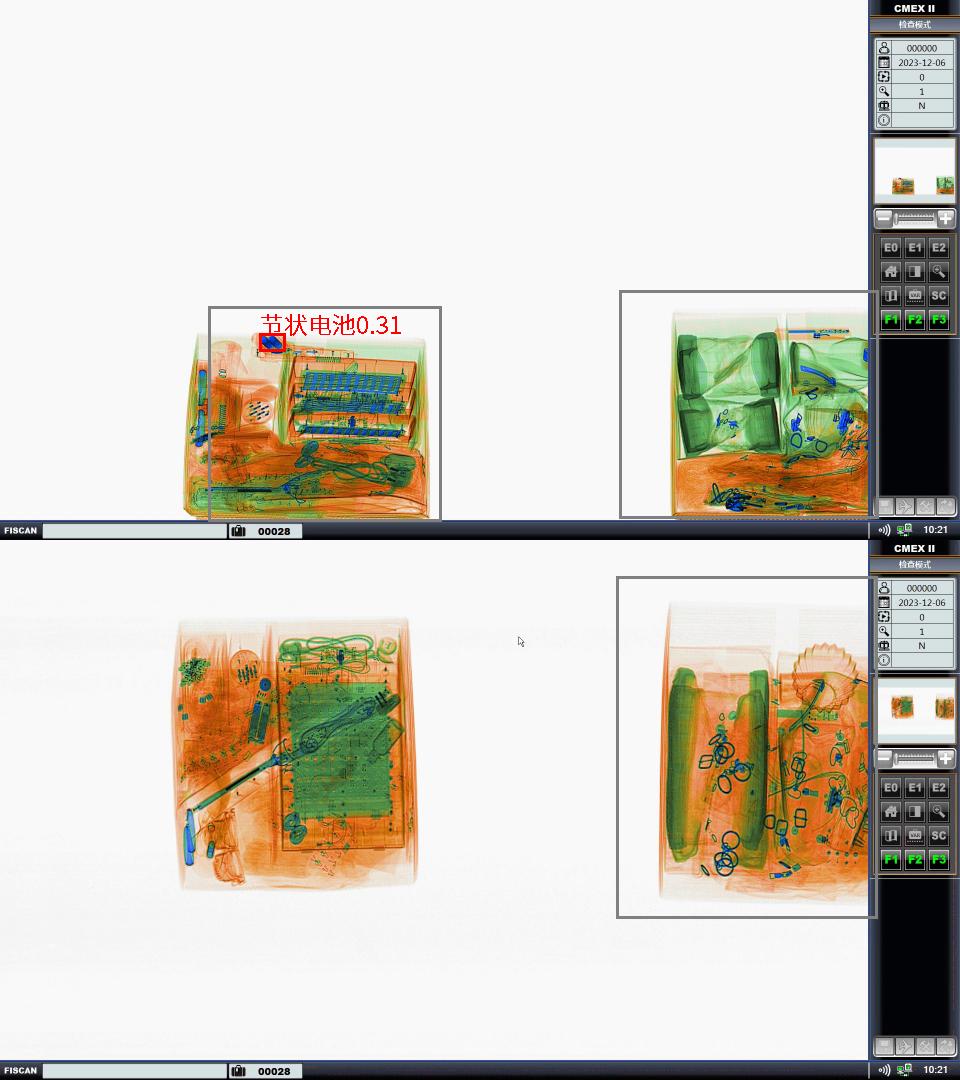 CMEX II
检查模式
000000
2023-12-06
0
1
N
E0 E1 E2
SC
F1 F2 F3
节状电池0.31
FISCAN
00028
10:21
CMEX II
检查模式
000000
2023-12-06
0
1
N
E0 E1 E2
SC
F1 F2 F3
FISCAN
00028
10:21